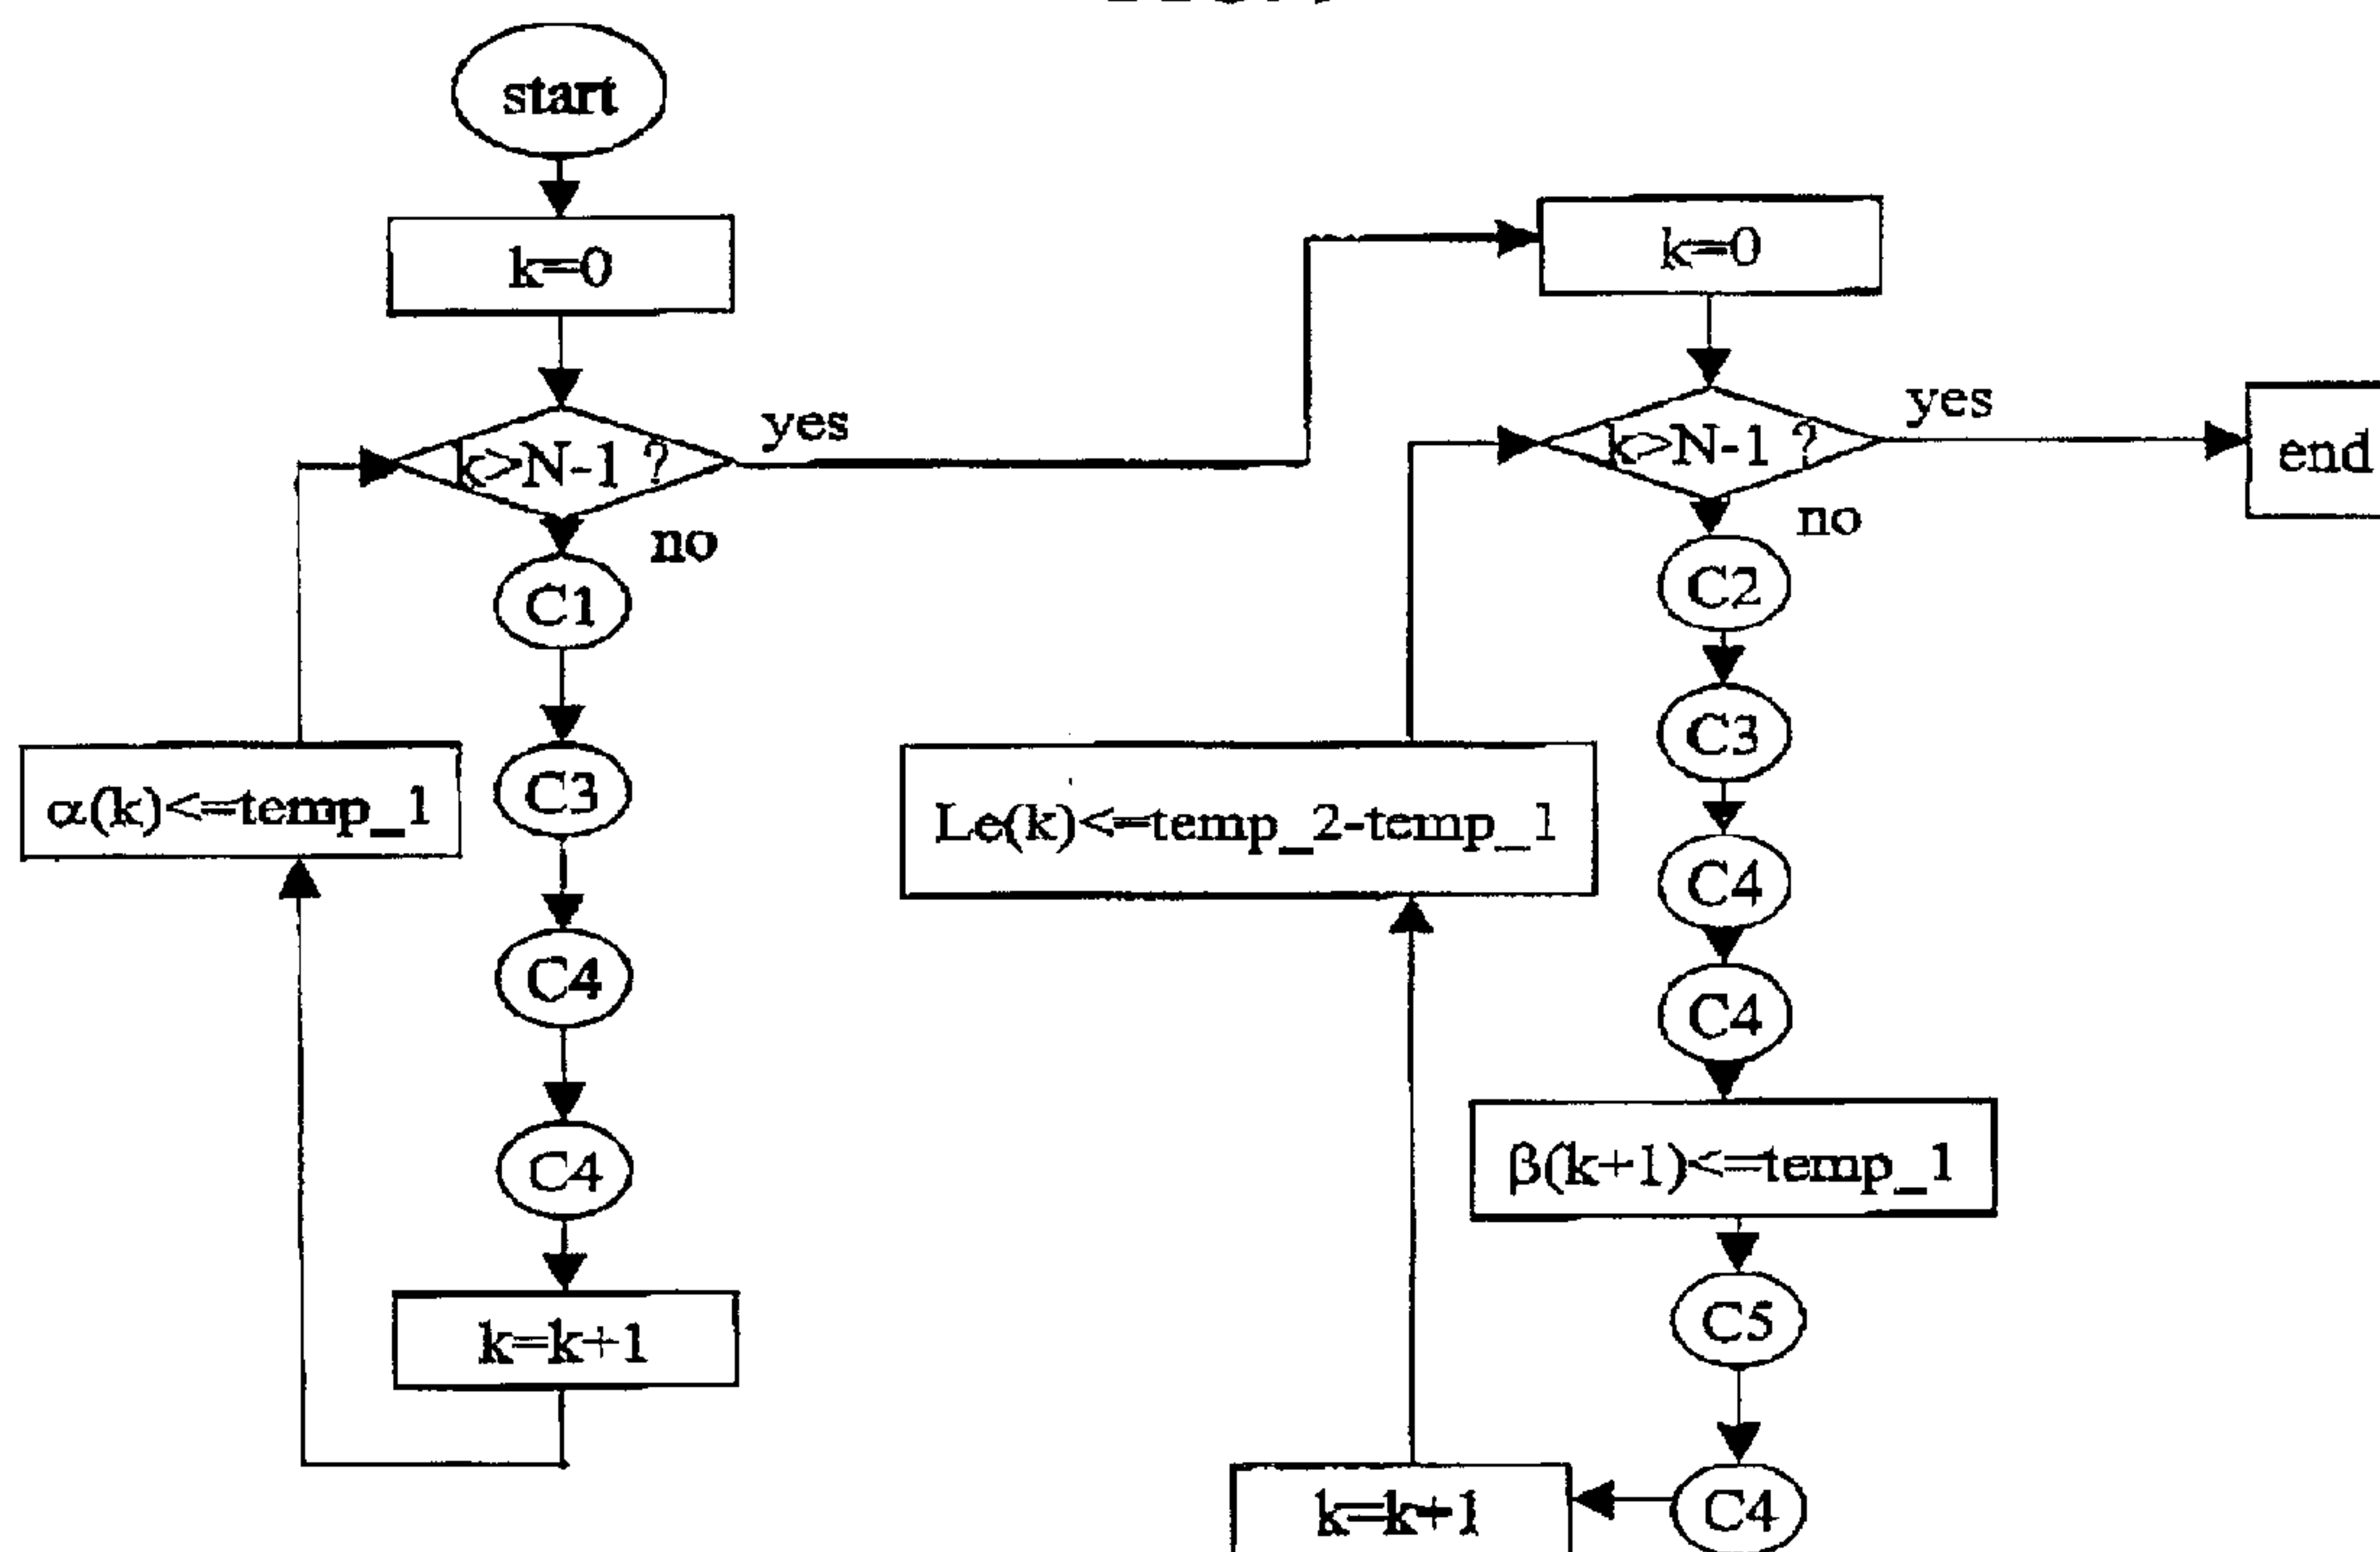 start
k=0
k>N-1 ?
yes
no
C1
C3
C4
C4
k=k+1
α(k)<=temp_1
k=0
k>N-1 ?
yes
end
no
C2
C3
C4
C4
β(k+1)<=temp_1
C5
C4
k=k+1
Le(k)<=temp_2-temp_1